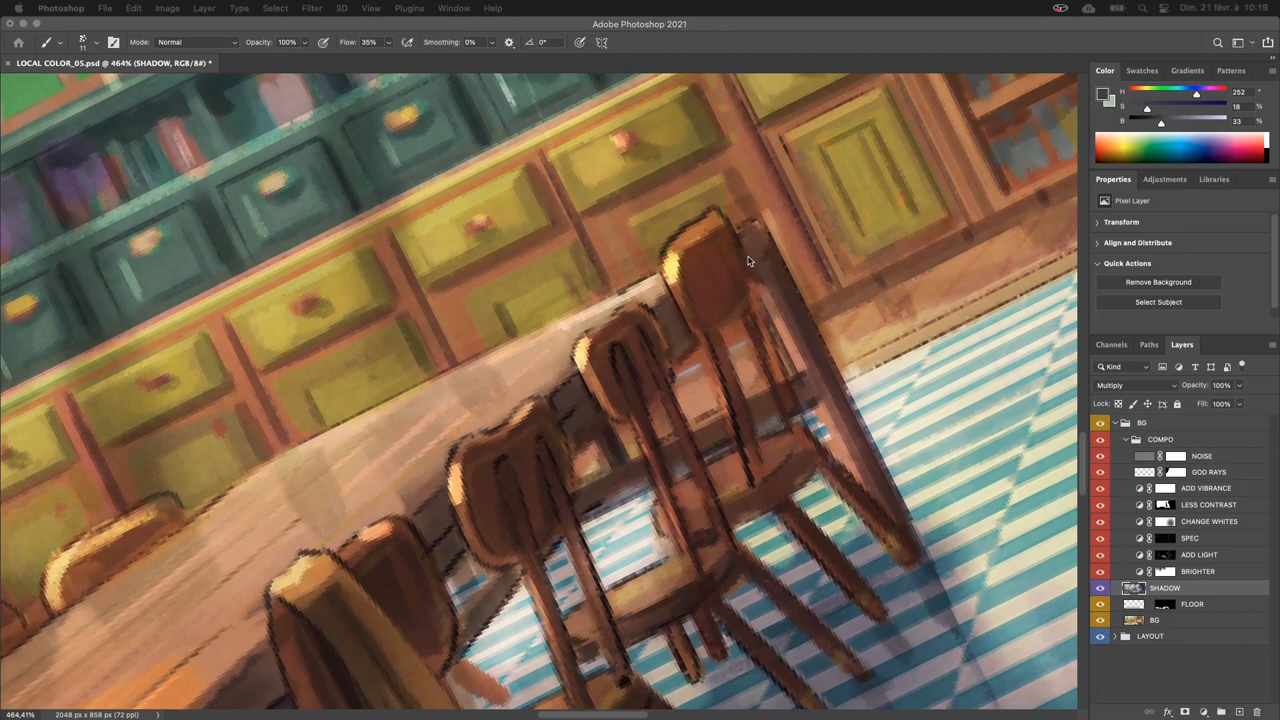 Photoshop File Edit Image Layer Type Select Filter 3D View Plugins Window Help Dim. 21 févr. à 10:19
Adobe Photoshop 2021
11 Mode: Normal Opacity: 100% Flow: 35% Smoothing: 0% 0°
× LOCAL COLOR_05.psd @ 464% (SHADOW, RGB/8#) *
Color Swatches Gradients Patterns
H 252 °
S 18 %
B 33 %
Properties Adjustments Libraries
Pixel Layer
Transform
Align and Distribute
Quick Actions
Remove Background
Select Subject
Channels Paths Layers
Kind
Multiply Opacity: 100%
Lock: Fill: 100%
BG
COMPO
NOISE
GOD RAYS
ADD VIBRANCE
LESS CONTRAST
CHANGE WHITES
SPEC
ADD LIGHT
BRIGHTER
SHADOW
FLOOR
BG
LAYOUT
464,41% 2048 px x 858 px (72 ppi)
fx